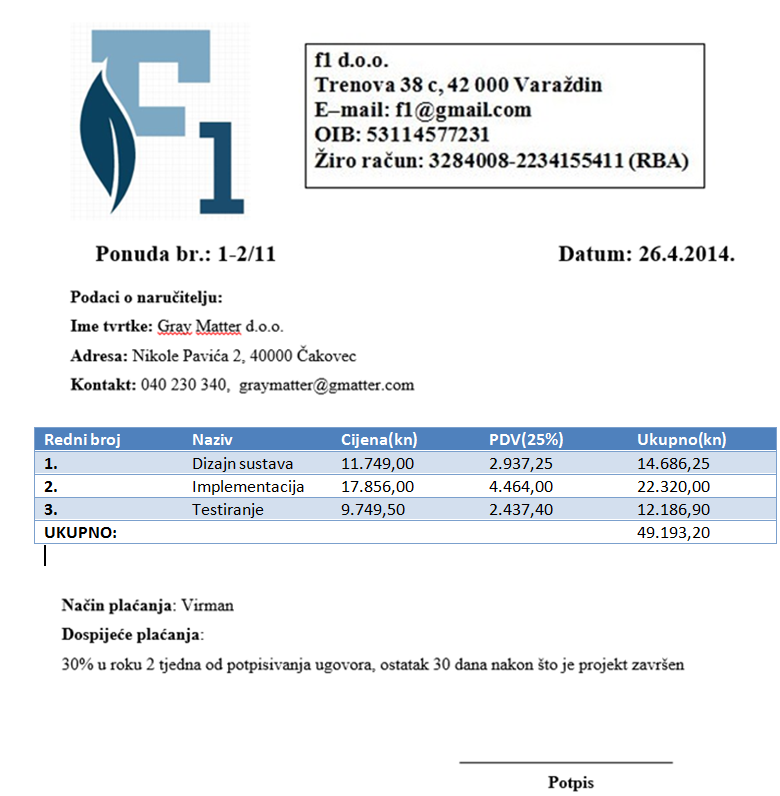 F1
f1 d.o.o.
Trenova 38 c, 42 000 Varaždin
E–mail: f1@gmail.com
OIB: 53114577231
Žiro račun: 3284008-2234155411 (RBA)
Ponuda br.: 1-2/11 Datum: 26.4.2014.
Podaci o naručitelju:
Ime tvrtke: Gray Matter d.o.o.
Adresa: Nikole Pavića 2, 40000 Čakovec
Kontakt: 040 230 340, graymatter@gmatter.com
Redni broj Naziv Cijena(kn) PDV(25%) Ukupno(kn)
1. Dizajn sustava 11.749,00 2.937,25 14.686,25
2. Implementacija 17.856,00 4.464,00 22.320,00
3. Testiranje 9.749,50 2.437,40 12.186,90
UKUPNO: 49.193,20
Način plaćanja: Virman
Dospijeće plaćanja:
30% u roku 2 tjedna od potpisivanja ugovora, ostatak 30 dana nakon što je projekt završen
Potpis